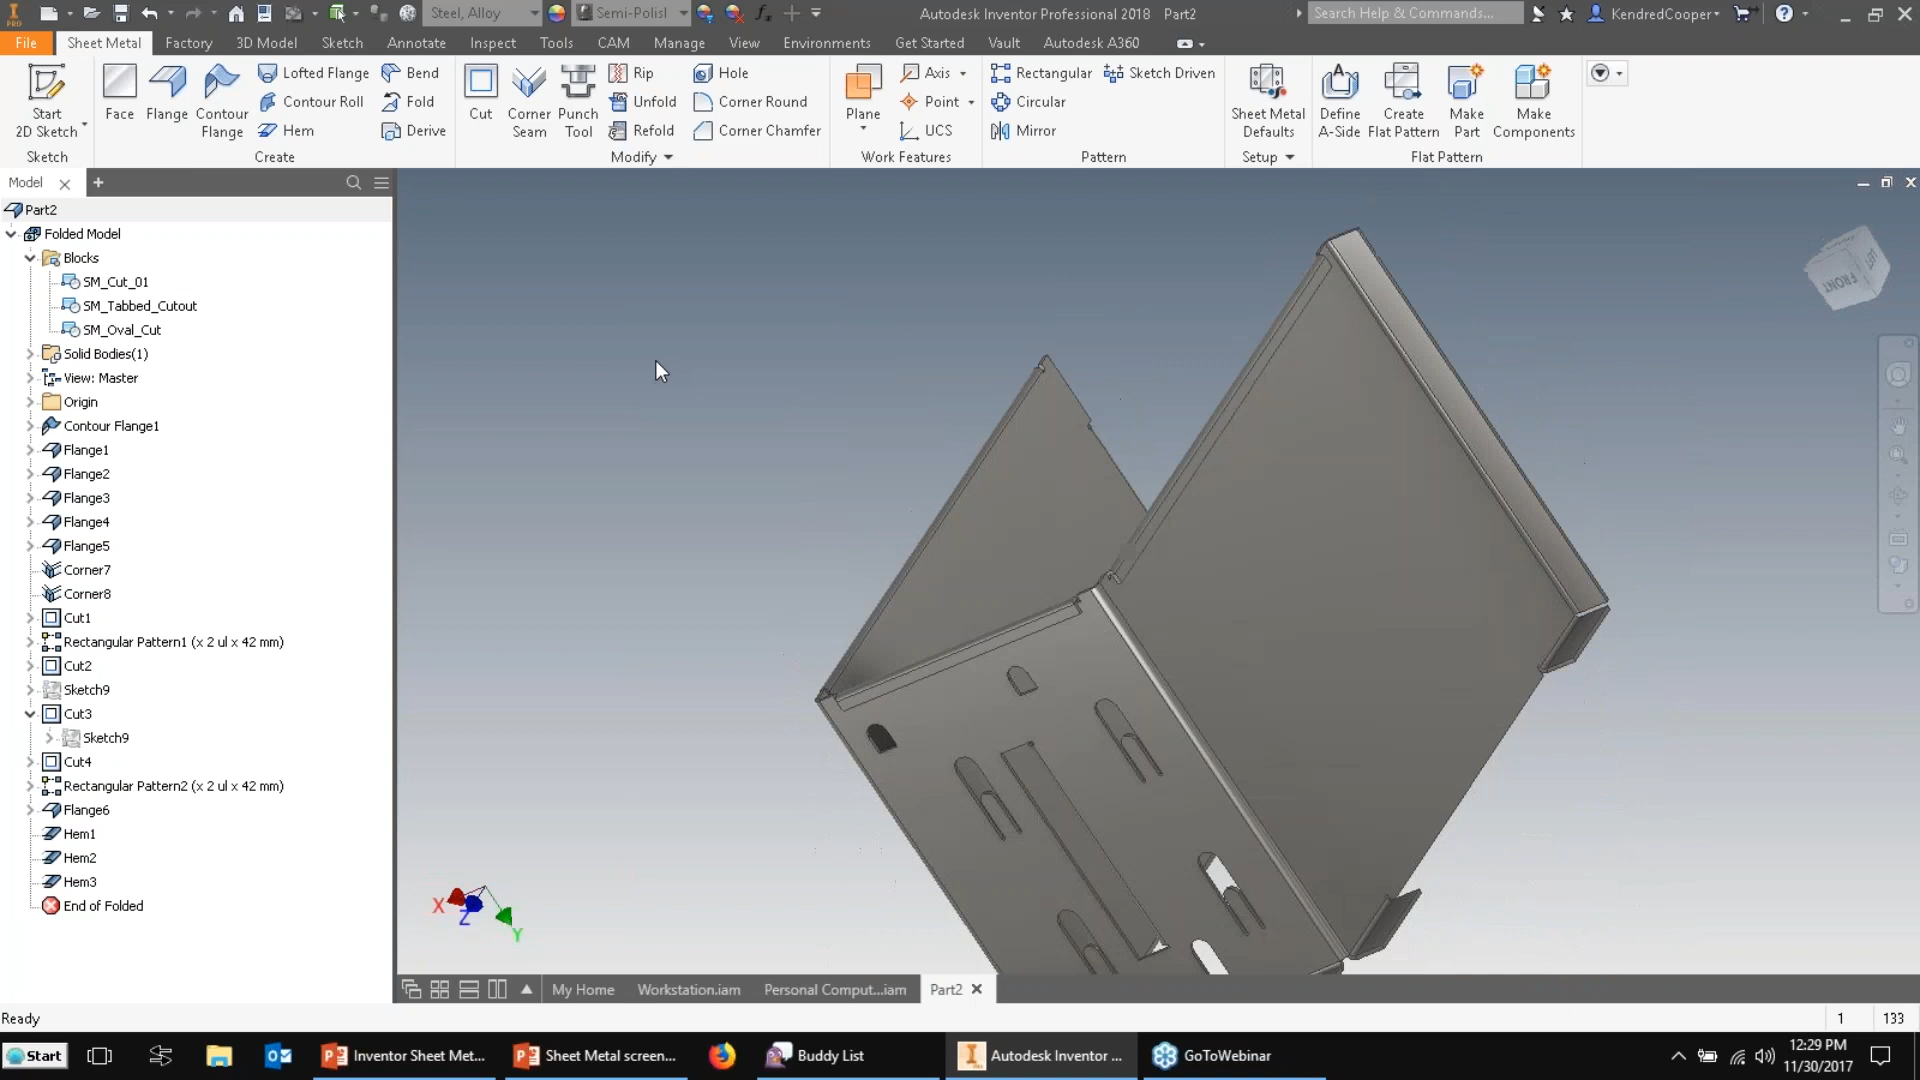 PRO
Steel, Alloy
Semi-Polisl
Autodesk Inventor Professional 2018 Part2
Search Help & Commands...
KendredCooper
File Sheet Metal Factory 3D Model Sketch Annotate Inspect Tools CAM Manage View Environments Get Started Vault Autodesk A360
Start 2D Sketch
Sketch
Face
Flange
Contour Flange
Lofted Flange
Contour Roll
Hem
Bend
Fold
Derive
Create
Cut
Corner Seam
Punch Tool
Rip
Unfold
Refold
Hole
Corner Round
Corner Chamfer
Modify
Plane
Axis
Point
UCS
Work Features
Rectangular
Circular
Mirror
Sketch Driven
Pattern
Sheet Metal Defaults
Setup
Define A-Side
Create Flat Pattern
Make Part
Make Components
Flat Pattern
Model
Part2
Folded Model
Blocks
SM_Cut_01
SM_Tabbed_Cutout
SM_Oval_Cut
Solid Bodies(1)
View: Master
Origin
Contour Flange1
Flange1
Flange2
Flange3
Flange4
Flange5
Corner7
Corner8
Cut1
Rectangular Pattern1 (x 2 ul x 42 mm)
Cut2
Sketch9
Cut3
Sketch9
Cut4
Rectangular Pattern2 (x 2 ul x 42 mm)
Flange6
Hem1
Hem2
Hem3
End of Folded
FRONT
LEFT
X
Z
Y
My Home Workstation.iam Personal Comput...iam Part2
Ready
1 133
Start
Inventor Sheet Met...
Sheet Metal screen...
Buddy List
Autodesk Inventor ...
GoToWebinar
12:29 PM
11/30/2017